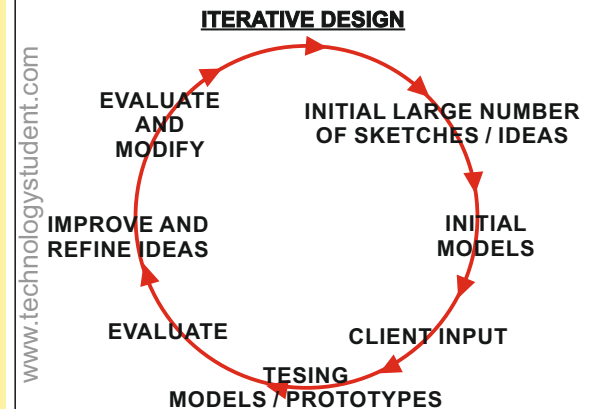 ITERATIVE DESIGN
INITIAL LARGE NUMBER
OF SKETCHES / IDEAS
INITIAL
MODELS
CLIENT INPUT
TESING
MODELS / PROTOTYPES
EVALUATE
IMPROVE AND
REFINE IDEAS
EVALUATE
AND
MODIFY
www.technologystudent.com